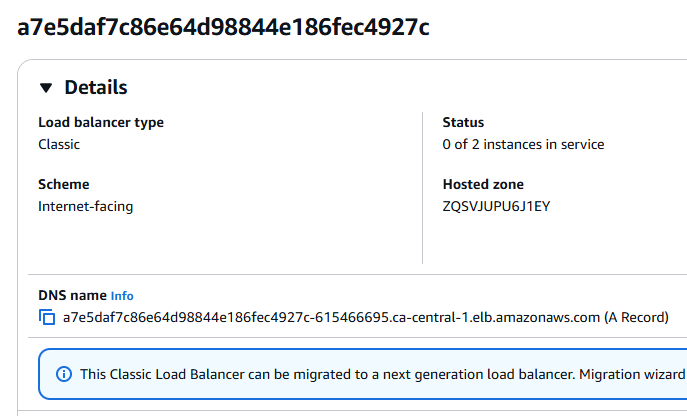 a7e5daf7c86e64d98844e186fec4927c
Details
Load balancer type
Classic
Status
0 of 2 instances in service
Scheme
Internet-facing
Hosted zone
ZQSVJUPU6J1EY
DNS name Info
a7e5daf7c86e64d98844e186fec4927c-615466695.ca-central-1.elb.amazonaws.com (A Record)
This Classic Load Balancer can be migrated to a next generation load balancer. Migration wizard